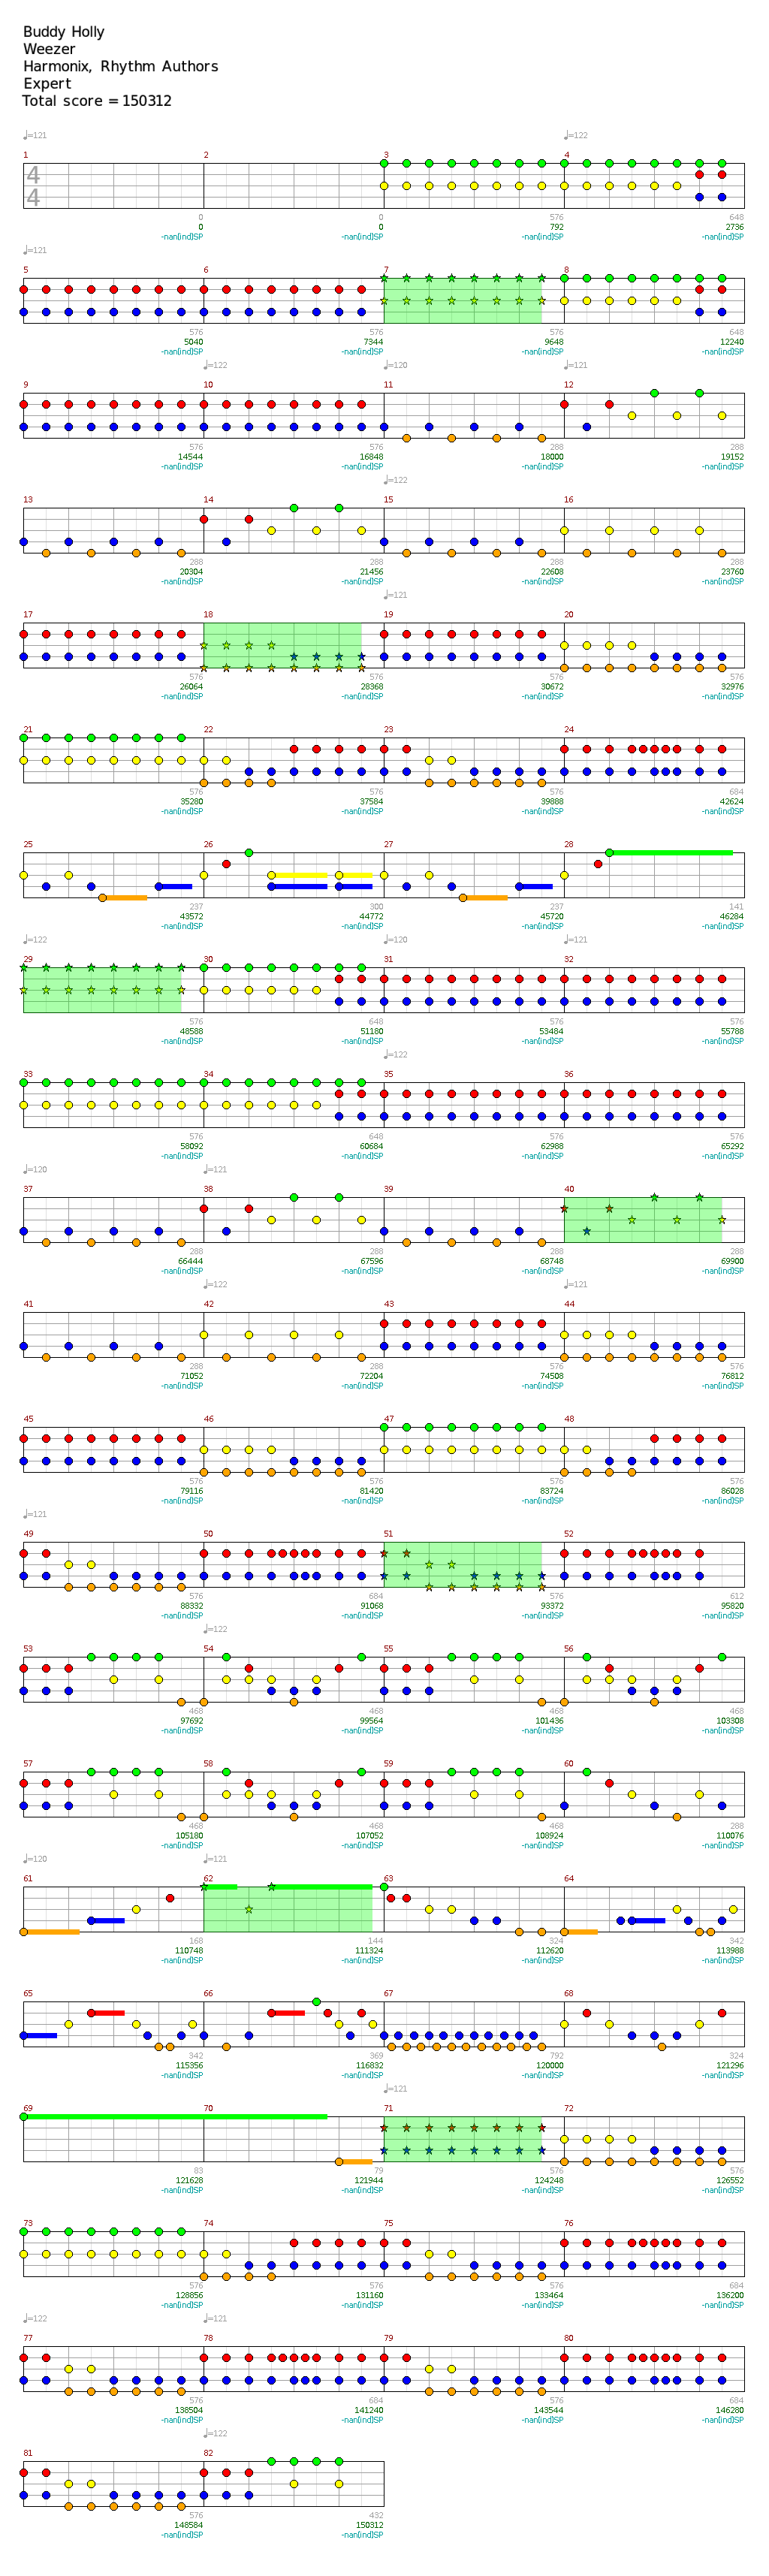 Buddy Holly
Weezer
Harmonix, Rhythm Authors
Expert
Total score = 150312
♩=121 ♩=122
1 2 3 4
4
4
0 0 576 648
0 0 792 2736
-nan(ind)SP -nan(ind)SP -nan(ind)SP -nan(ind)SP
♩=121
5 6 7 8
576 576 576 648
5040 7344 9648 12240
-nan(ind)SP -nan(ind)SP -nan(ind)SP -nan(ind)SP
♩=122 ♩=120 ♩=121
9 10 11 12
576 576 288 288
14544 16848 18000 19152
-nan(ind)SP -nan(ind)SP -nan(ind)SP -nan(ind)SP
♩=122
13 14 15 16
288 288 288 288
20304 21456 22608 23760
-nan(ind)SP -nan(ind)SP -nan(ind)SP -nan(ind)SP
♩=121
17 18 19 20
576 576 576 576
26064 28368 30672 32976
-nan(ind)SP -nan(ind)SP -nan(ind)SP -nan(ind)SP
21 22 23 24
576 576 576 684
35280 37584 39888 42624
-nan(ind)SP -nan(ind)SP -nan(ind)SP -nan(ind)SP
25 26 27 28
237 300 237 141
43572 44772 45720 46284
-nan(ind)SP -nan(ind)SP -nan(ind)SP -nan(ind)SP
♩=122 ♩=120 ♩=121
29 30 31 32
576 648 576 576
48588 51180 53484 55788
-nan(ind)SP -nan(ind)SP -nan(ind)SP -nan(ind)SP
♩=122
33 34 35 36
576 648 576 576
58092 60684 62988 65292
-nan(ind)SP -nan(ind)SP -nan(ind)SP -nan(ind)SP
♩=120 ♩=121
37 38 39 40
288 288 288 288
66444 67596 68748 69900
-nan(ind)SP -nan(ind)SP -nan(ind)SP -nan(ind)SP
♩=122 ♩=121
41 42 43 44
288 288 576 576
71052 72204 74508 76812
-nan(ind)SP -nan(ind)SP -nan(ind)SP -nan(ind)SP
45 46 47 48
576 576 576 576
79116 81420 83724 86028
-nan(ind)SP -nan(ind)SP -nan(ind)SP -nan(ind)SP
♩=121
49 50 51 52
576 684 576 612
88332 91068 93372 95820
-nan(ind)SP -nan(ind)SP -nan(ind)SP -nan(ind)SP
♩=122
53 54 55 56
468 468 468 468
97692 99564 101436 103308
-nan(ind)SP -nan(ind)SP -nan(ind)SP -nan(ind)SP
57 58 59 60
468 468 468 288
105180 107052 108924 110076
-nan(ind)SP -nan(ind)SP -nan(ind)SP -nan(ind)SP
♩=120 ♩=121
61 62 63 64
168 144 324 342
110748 111324 112620 113988
-nan(ind)SP -nan(ind)SP -nan(ind)SP -nan(ind)SP
65 66 67 68
342 369 792 324
115356 116832 120000 121296
-nan(ind)SP -nan(ind)SP -nan(ind)SP -nan(ind)SP
♩=121
69 70 71 72
83 79 576 576
121628 121944 124248 126552
-nan(ind)SP -nan(ind)SP -nan(ind)SP -nan(ind)SP
73 74 75 76
576 576 576 684
128856 131160 133464 136200
-nan(ind)SP -nan(ind)SP -nan(ind)SP -nan(ind)SP
♩=122 ♩=121
77 78 79 80
576 684 576 684
138504 141240 143544 146280
-nan(ind)SP -nan(ind)SP -nan(ind)SP -nan(ind)SP
♩=122
81 82
576 432
148584 150312
-nan(ind)SP -nan(ind)SP